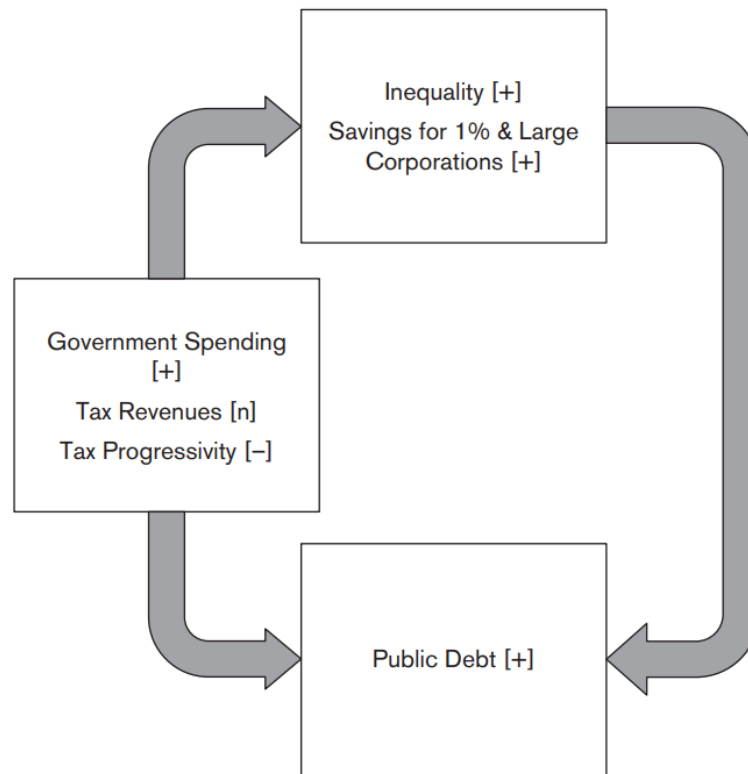 Inequality [+]
Savings for 1% & Large
Corporations [+]
Government Spending
[+]
Tax Revenues [n]
Tax Progressivity [–]
Public Debt [+]